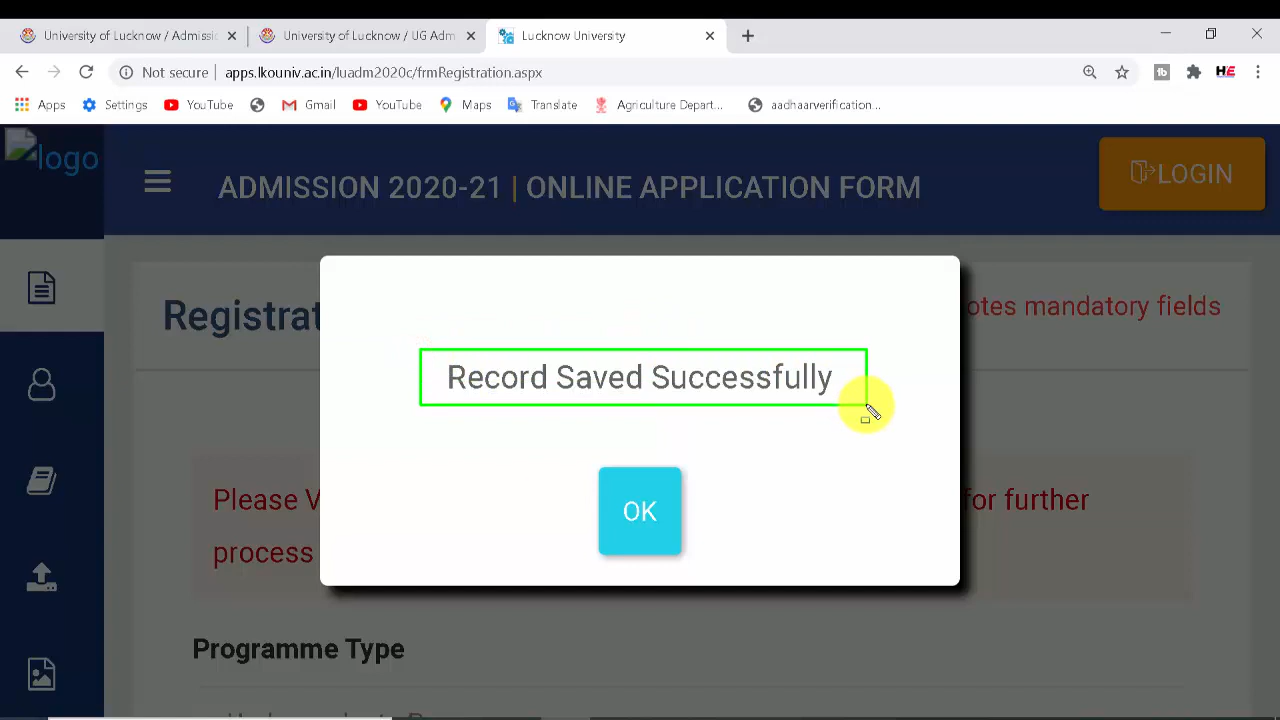 University of Lucknow / Admissi
University of Lucknow / UG Adm
Lucknow University
Not secure
apps.lkouniv.ac.in/luadm2020c/frmRegistration.aspx
Apps
Settings
YouTube
Gmail
YouTube
Maps
Translate
Agriculture Depart...
aadhaarverification...
logo
ADMISSION 2020-21 | ONLINE APPLICATION FORM
LOGIN
Registrat
otes mandatory fields
Record Saved Successfully
OK
Please V
for further
process
Programme Type